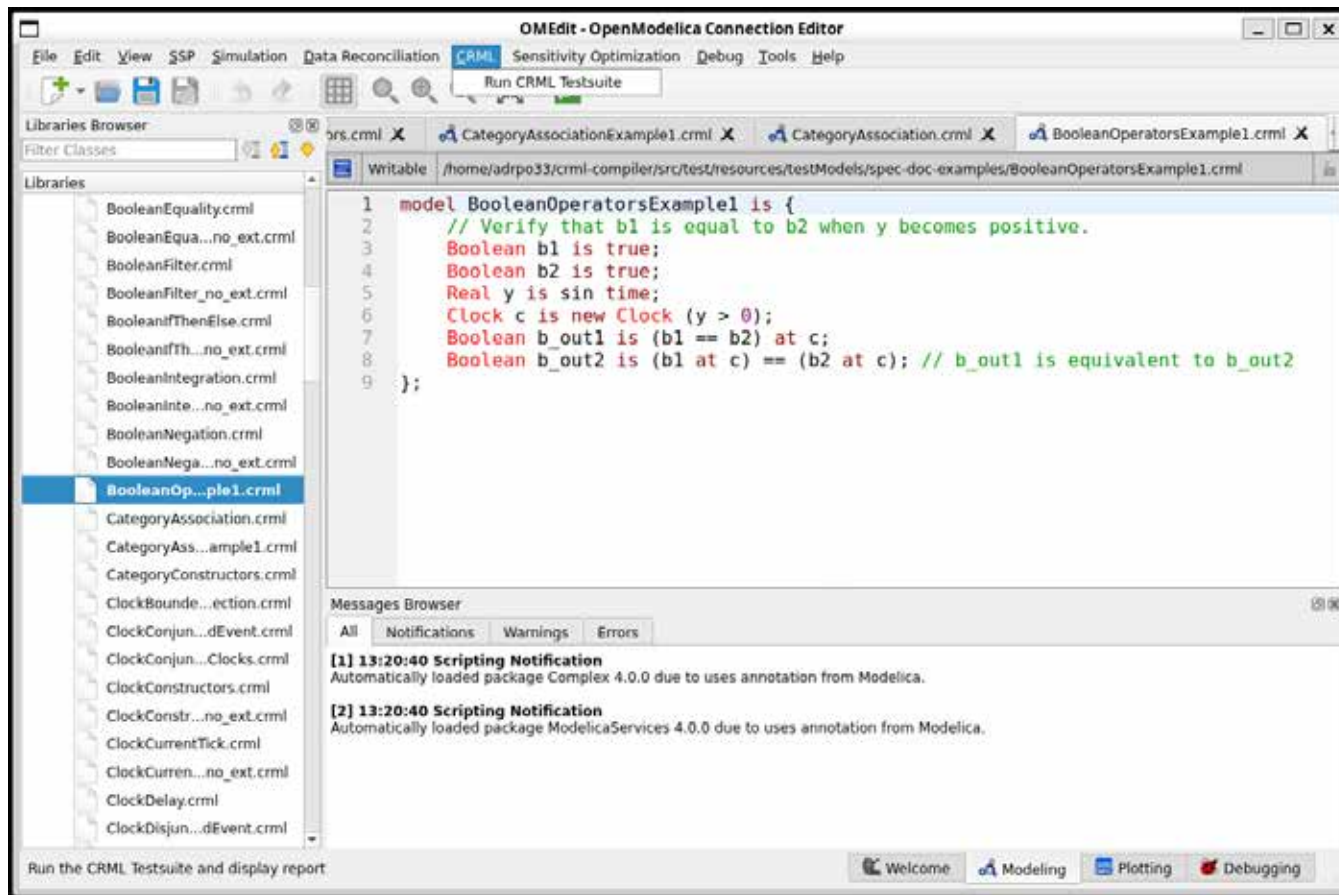 OMEdit - OpenModelica Connection Editor
File Edit View SSP Simulation Data Reconciliation CRML Sensitivity Optimization Debug Tools Help
Run CRML Testsuite
Libraries Browser
Filter Classes
ors.crml CategoryAssociationExample1.crml CategoryAssociation.crml BooleanOperatorsExample1.crml
Writable /home/adrpo33/crml-compiler/src/test/resources/testModels/spec-doc-examples/BooleanOperatorsExample1.crml
Libraries
BooleanEquality.crml
BooleanEqua...no_ext.crml
BooleanFilter.crml
BooleanFilter_no_ext.crml
BooleanIfThenElse.crml
BooleanIfTh...no_ext.crml
BooleanIntegration.crml
BooleanInte...no_ext.crml
BooleanNegation.crml
BooleanNega...no_ext.crml
BooleanOp...ple1.crml
CategoryAssociation.crml
CategoryAss...ample1.crml
CategoryConstructors.crml
ClockBounde...ection.crml
ClockConjun...dEvent.crml
ClockConjun...Clocks.crml
ClockConstructors.crml
ClockConstr...no_ext.crml
ClockCurrentTick.crml
ClockCurren...no_ext.crml
ClockDelay.crml
ClockDisjun...dEvent.crml
1 model BooleanOperatorsExample1 is {
2 // Verify that b1 is equal to b2 when y becomes positive.
3 Boolean b1 is true;
4 Boolean b2 is true;
5 Real y is sin time;
6 Clock c is new Clock (y > 0);
7 Boolean b_out1 is (b1 == b2) at c;
8 Boolean b_out2 is (b1 at c) == (b2 at c); // b_out1 is equivalent to b_out2
9 };
Messages Browser
All Notifications Warnings Errors
[1] 13:20:40 Scripting Notification
Automatically loaded package Complex 4.0.0 due to uses annotation from Modelica.
[2] 13:20:40 Scripting Notification
Automatically loaded package ModelicaServices 4.0.0 due to uses annotation from Modelica.
Run the CRML Testsuite and display report
Welcome Modeling Plotting Debugging